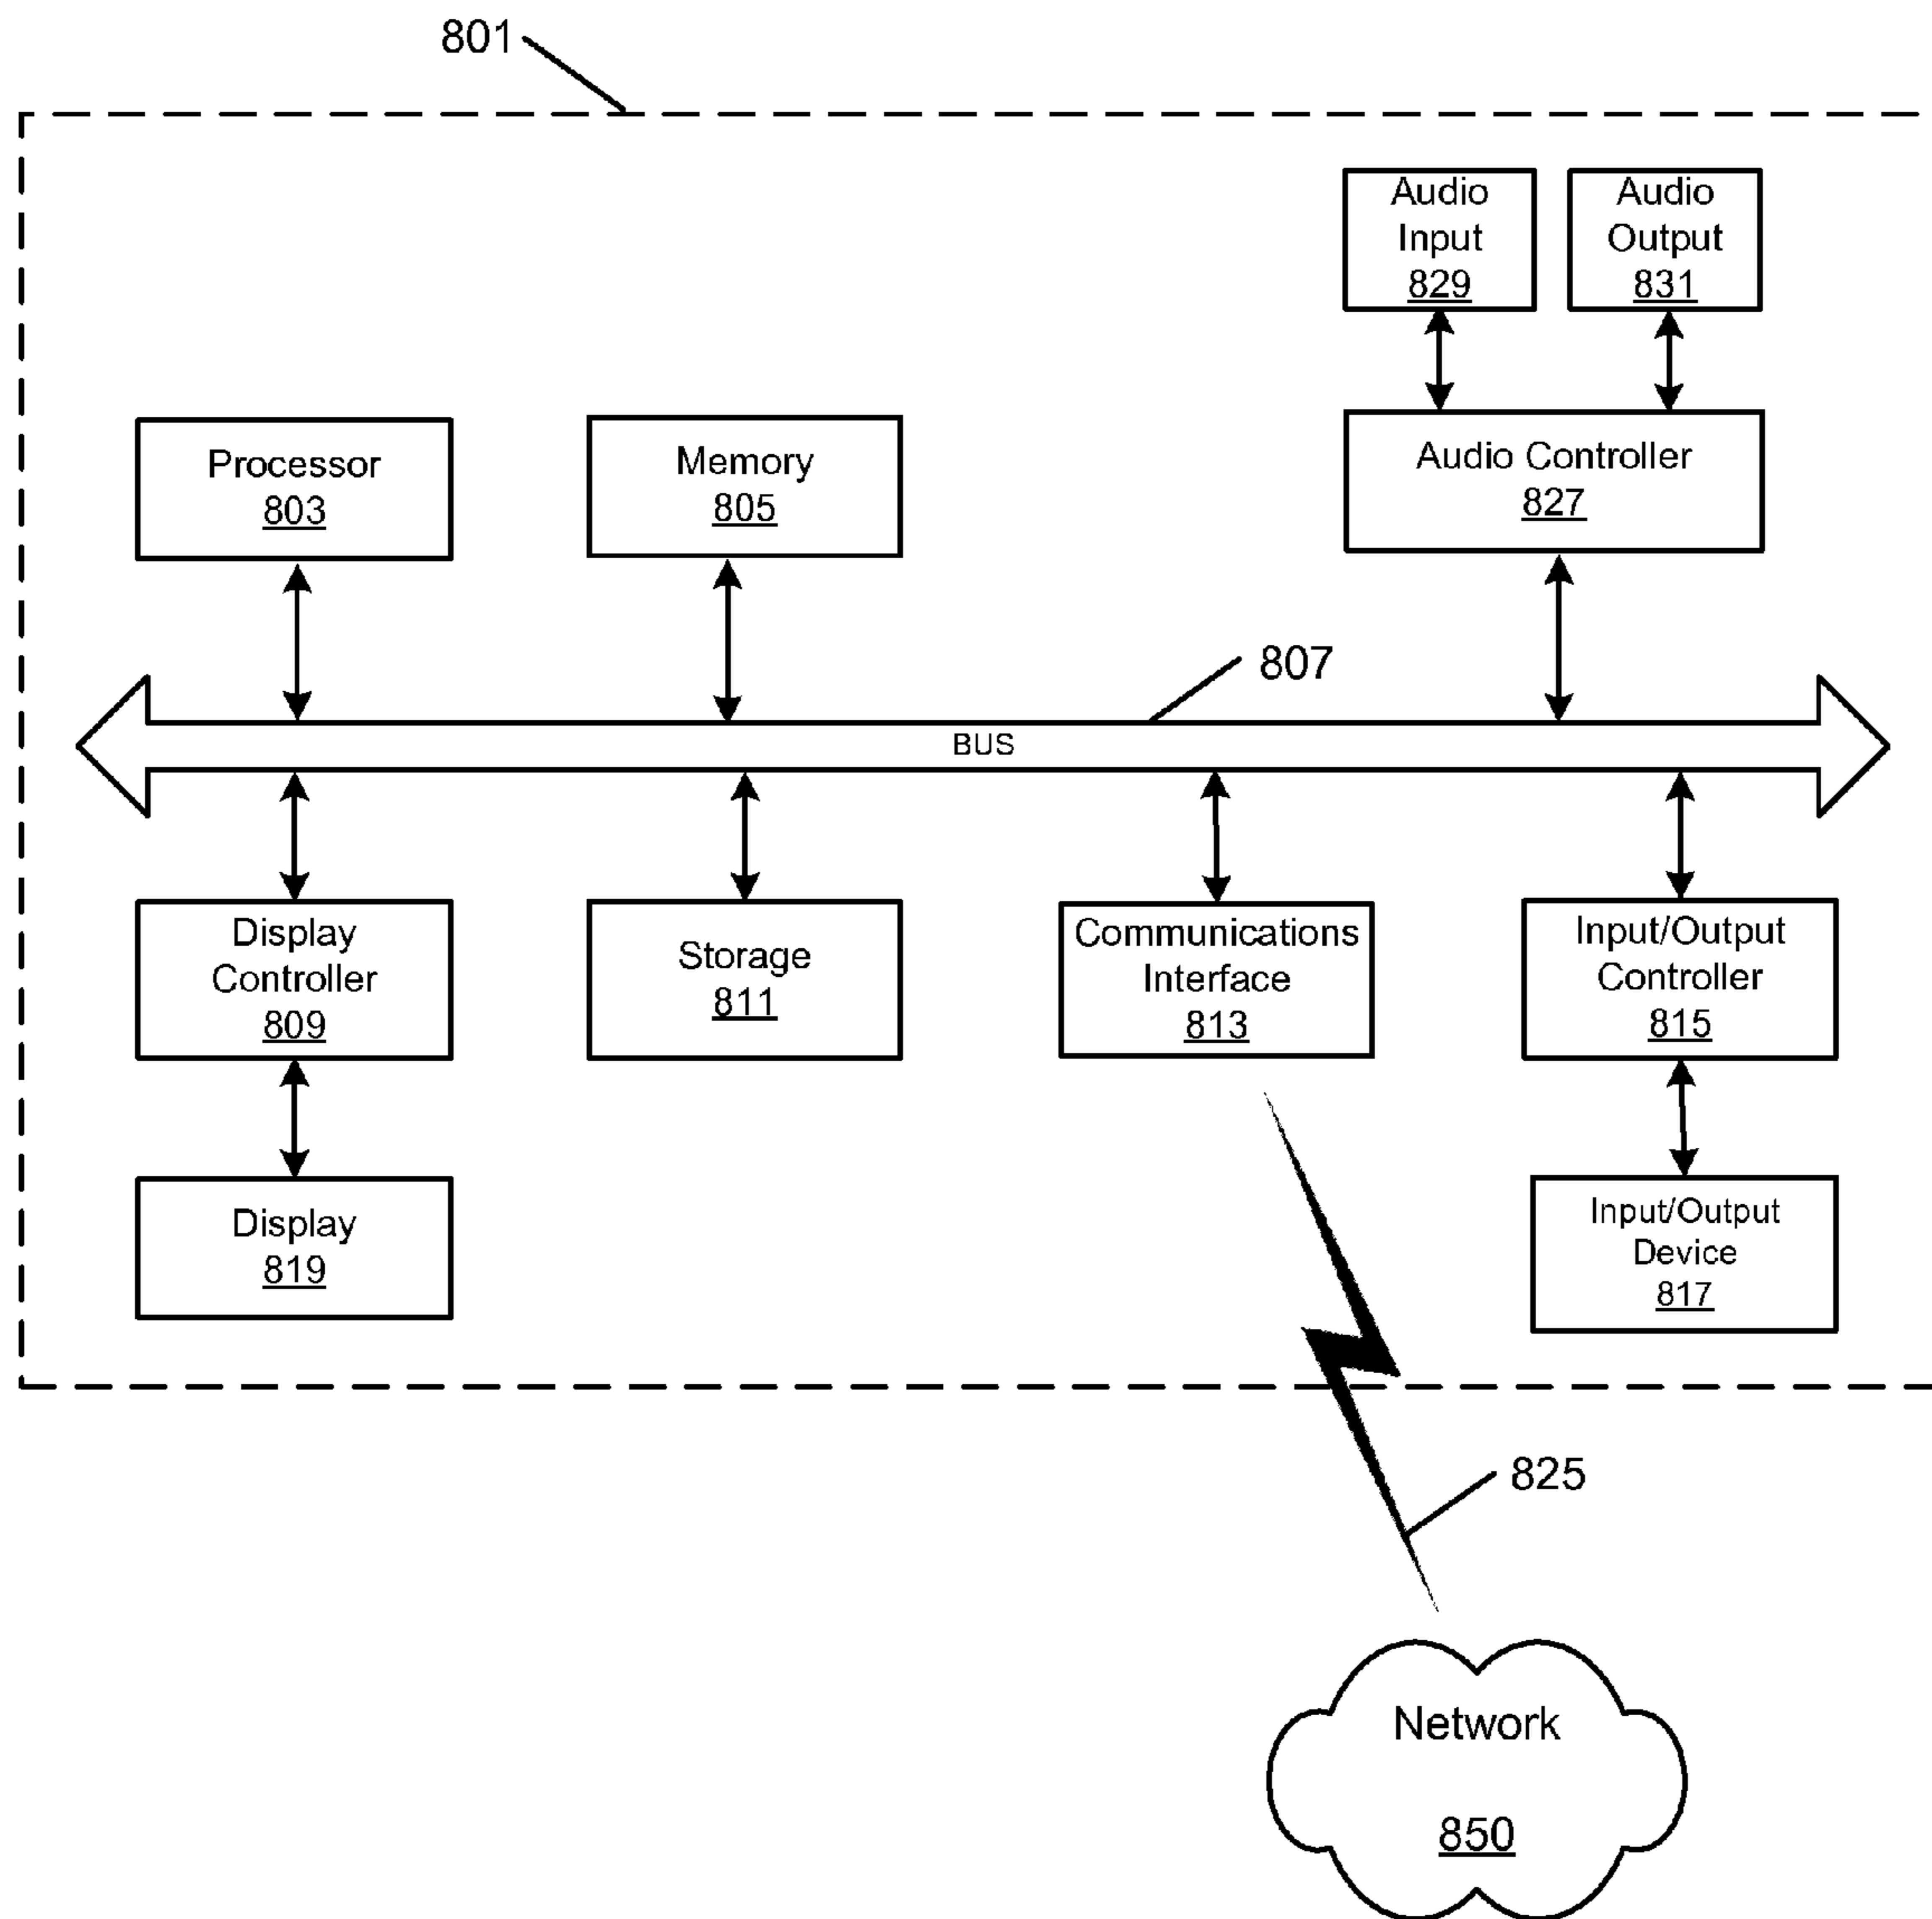 801
Audio
Input
829
Audio
Output
831
Processor
803
Memory
805
Audio Controller
827
807
BUS
Display
Controller
809
Storage
811
Communications
Interface
813
Input/Output
Controller
815
Display
819
Input/Output
Device
817
825
Network
850